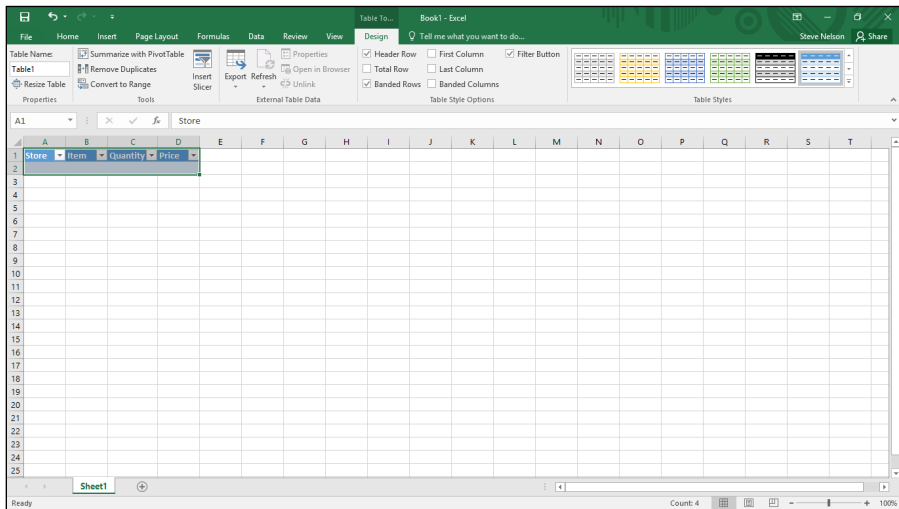 Table To... Book1 - Excel
File Home Insert Page Layout Formulas Data Review View Design Tell me what you want to do... Steve Nelson Share
Table Name:
Table1
Resize Table
Properties
Summarize with PivotTable
Remove Duplicates
Convert to Range
Insert Slicer
Tools
Export Refresh
Properties
Open in Browser
Unlink
External Table Data
Header Row First Column Filter Button
Total Row Last Column
Banded Rows Banded Columns
Table Style Options
Table Styles
A1 fx Store
A B C D E F G H I J K L M N O P Q R S T
1 Store Item Quantity Price
2
3
4
5
6
7
8
9
10
11
12
13
14
15
16
17
18
19
20
21
22
23
24
25
Sheet1
Ready Count: 4 100%